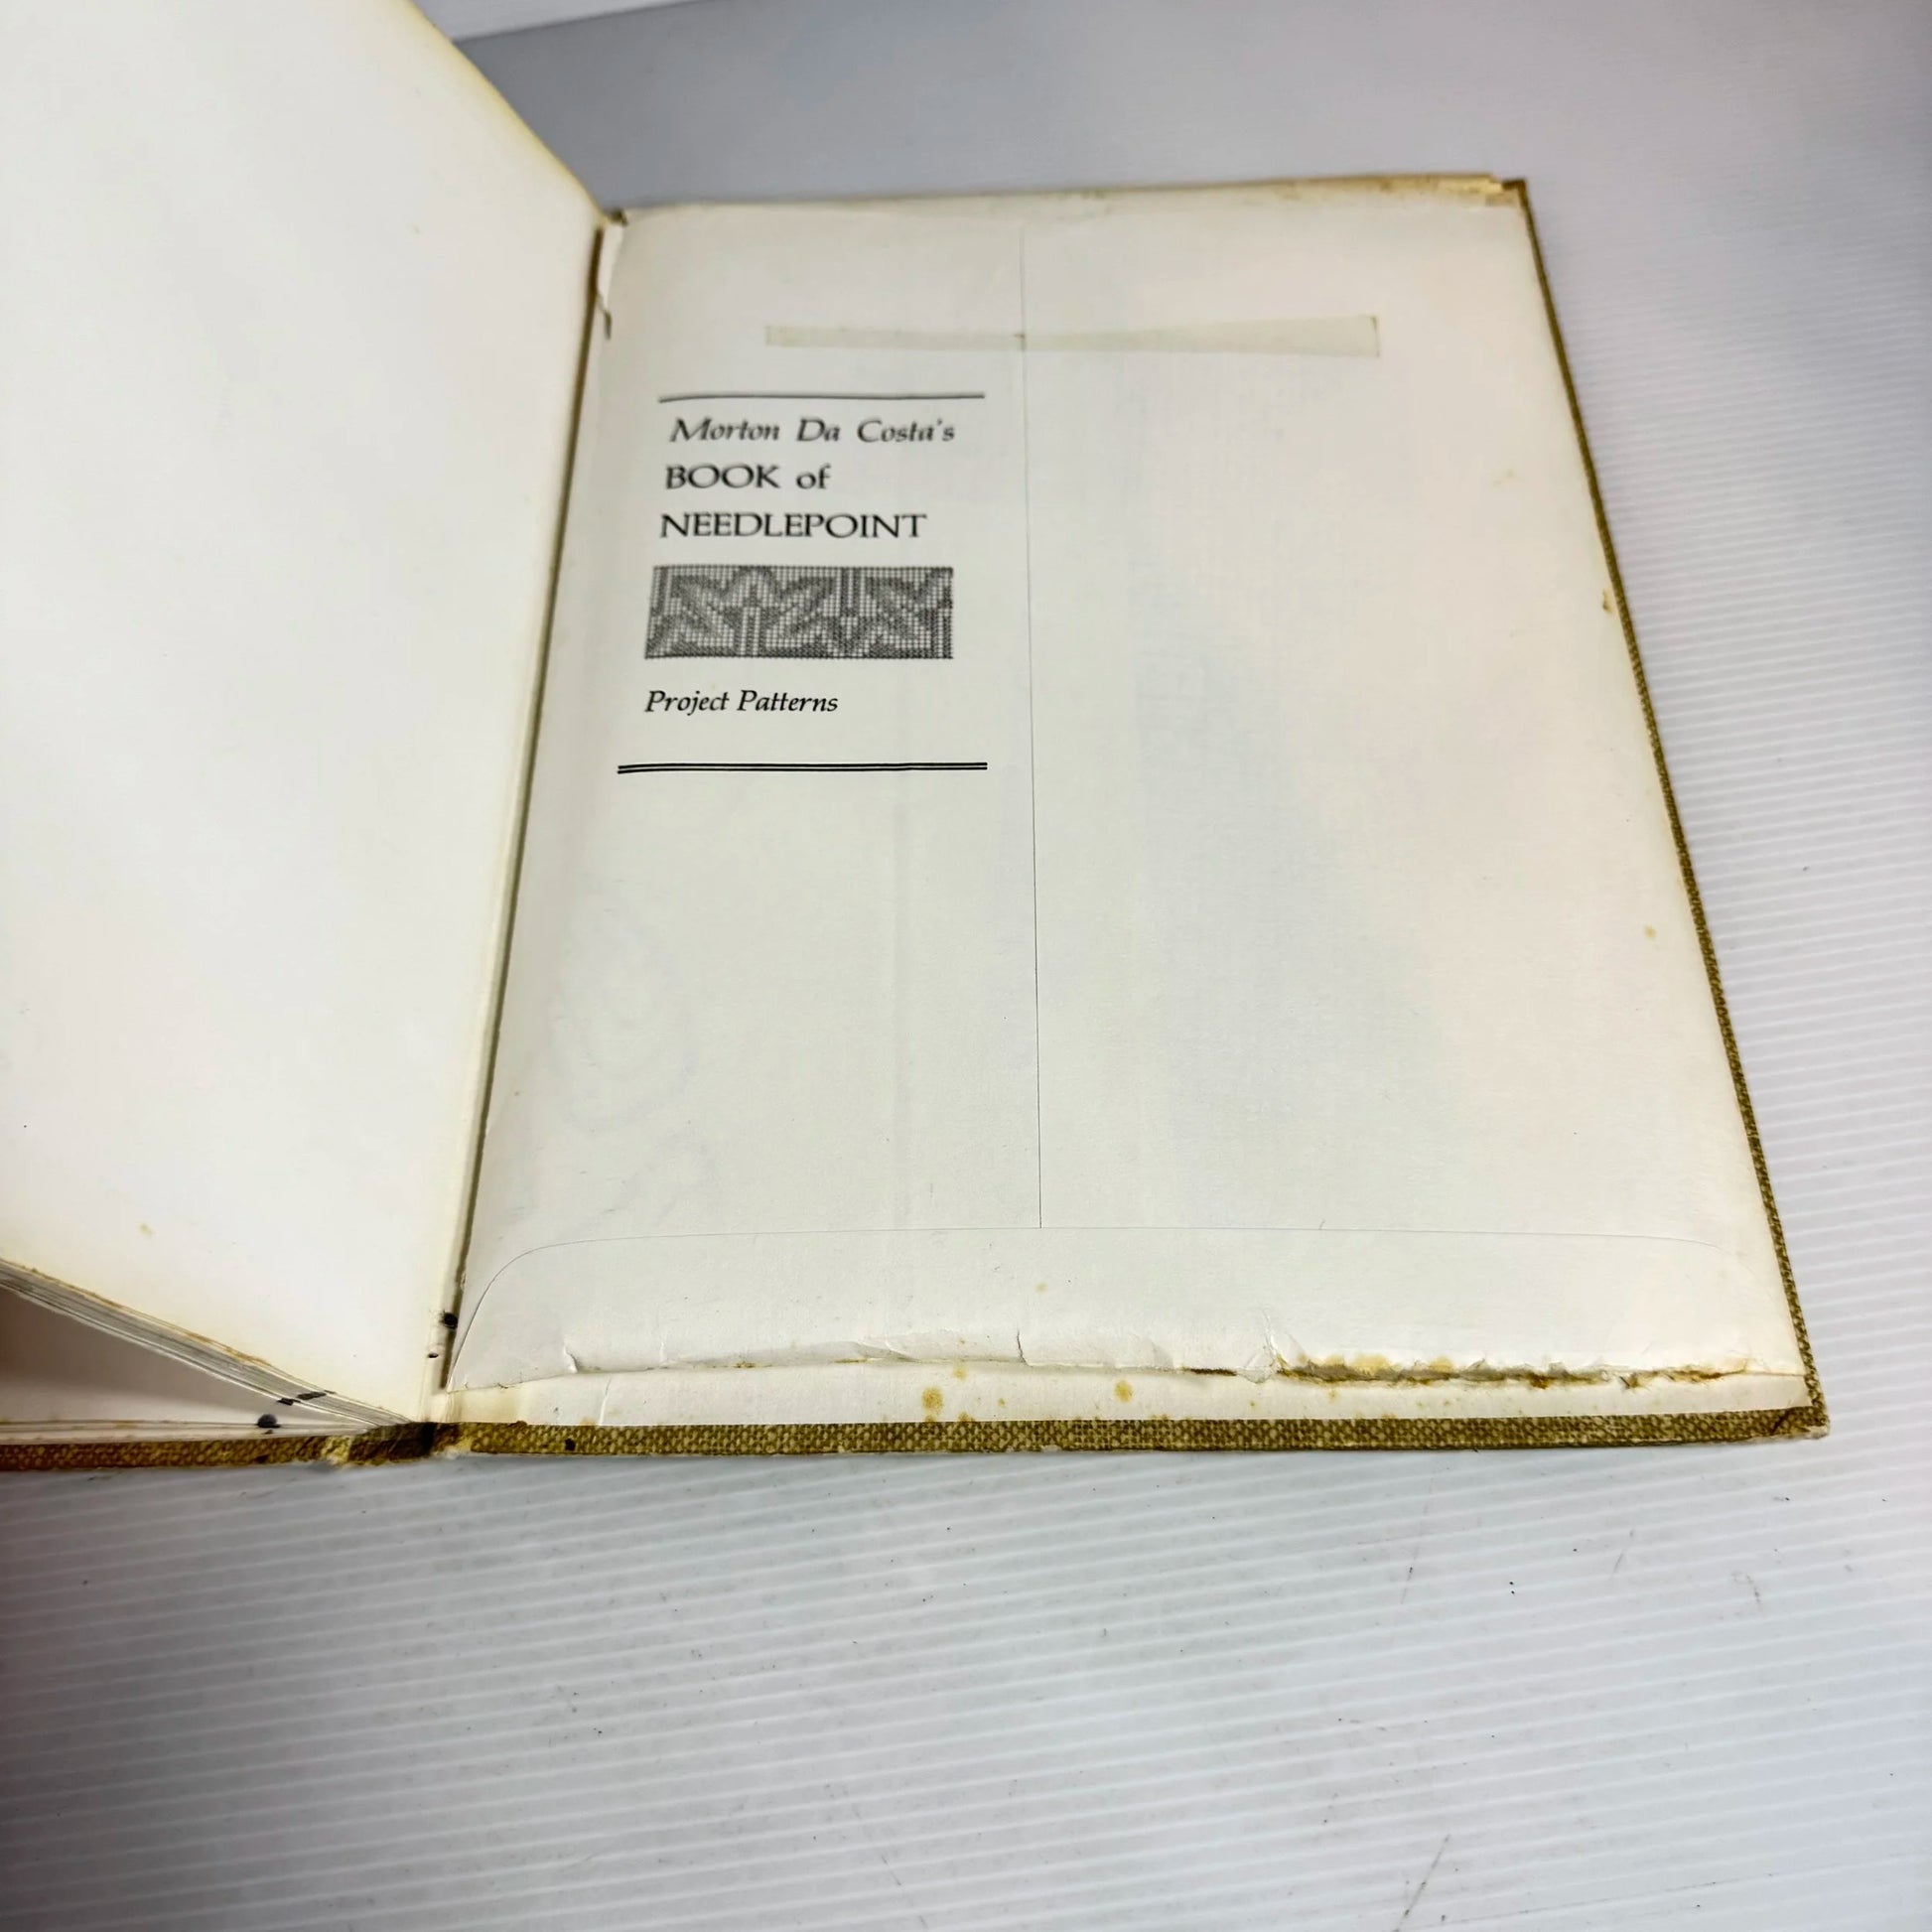 Morton Da Costa's
BOOK of
NEEDLEPOINT
Project Patterns